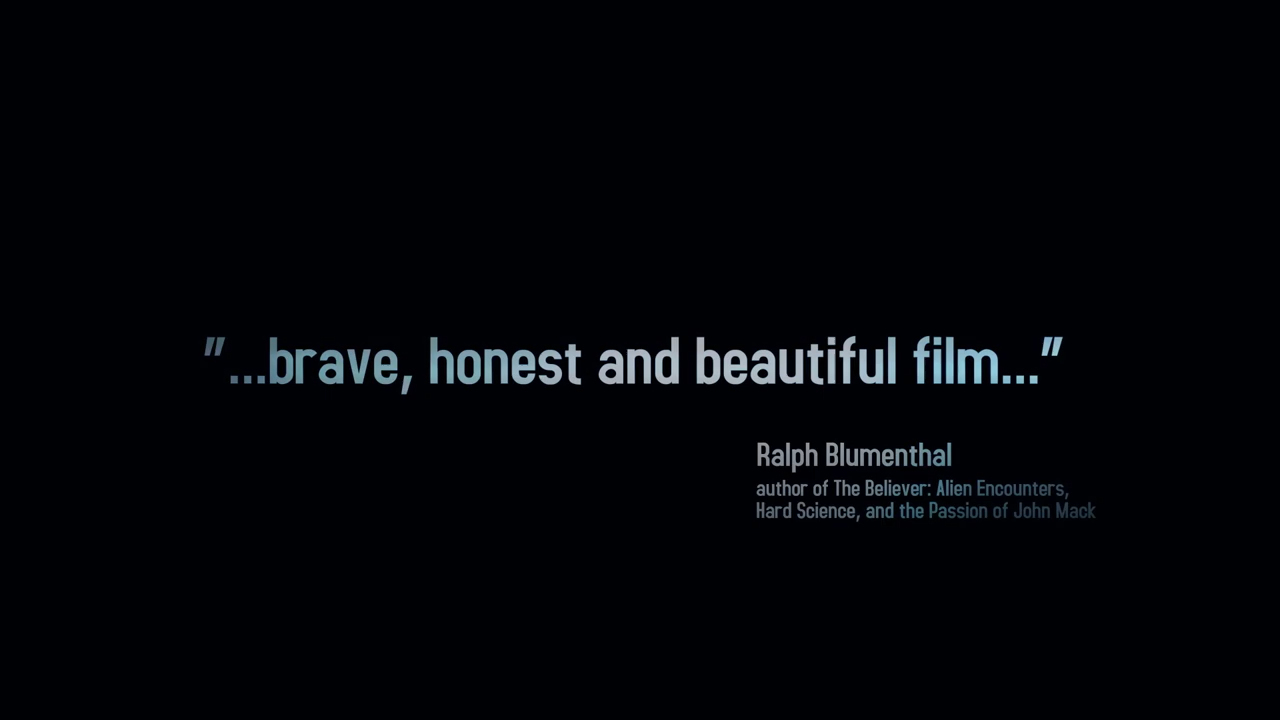 "...brave, honest and beautiful film..."
Ralph Blumenthal
author of The Believer: Alien Encounters,
Hard Science, and the Passion of John Mack